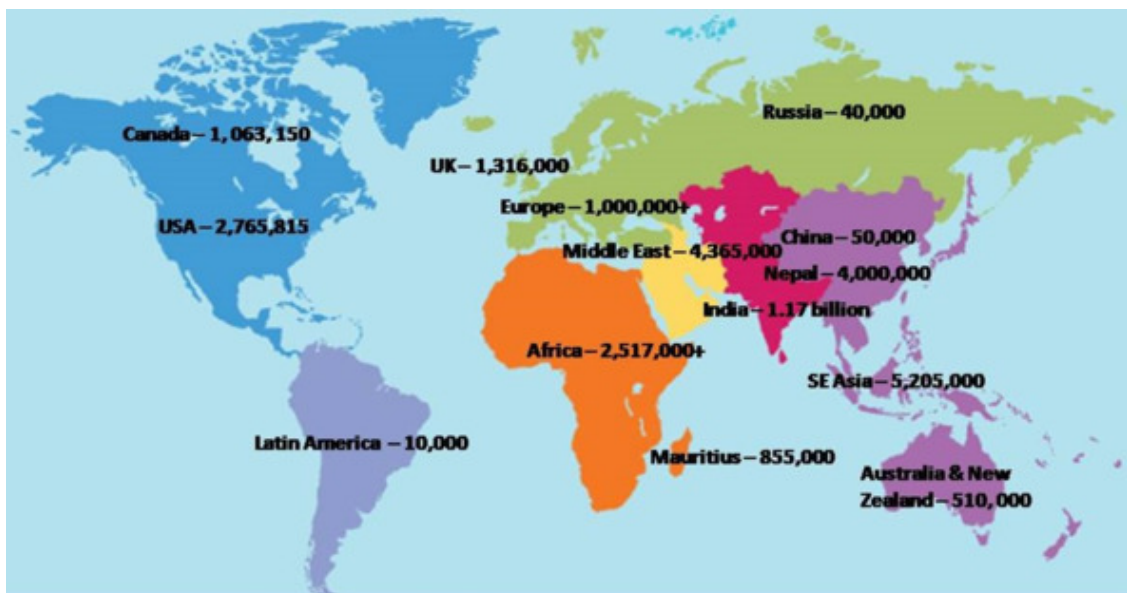 Russia – 40,000
Canada – 1, 063, 150
UK – 1,316,000
Europe – 1,000,000+
USA – 2,765,815
China – 50,000
Middle East – 4,365,000
Nepal – 4,000,000
India – 1.17 billion
Africa – 2,517,000+
SE Asia – 5,205,000
Latin America – 10,000
Mauritius – 855,000
Australia & New
Zealand – 510, 000